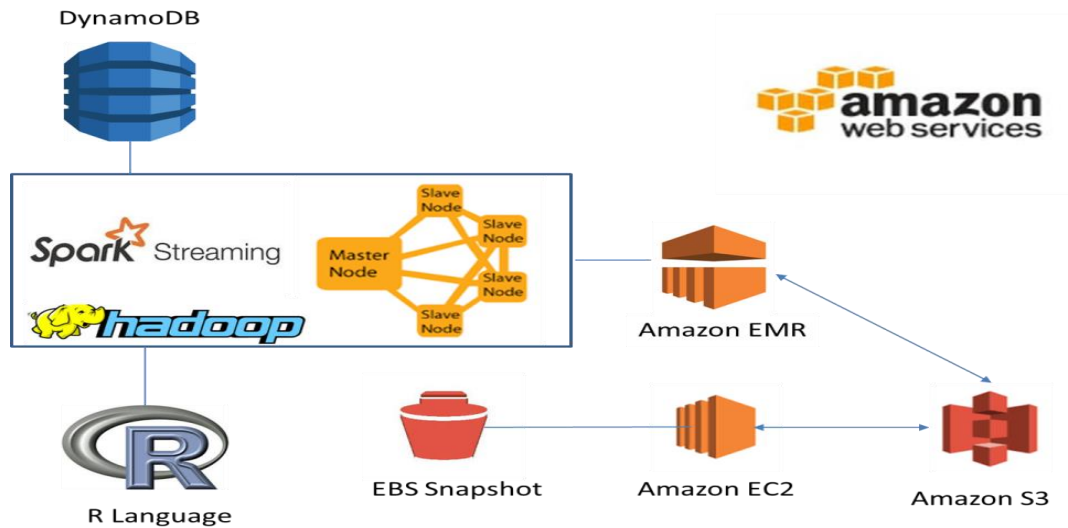 DynamoDB
amazon
web services
Spark Streaming
hadoop
Master
Node
Slave
Node
Slave
Node
Slave
Node
Slave
Node
Amazon EMR
R
R Language
EBS Snapshot
Amazon EC2
Amazon S3